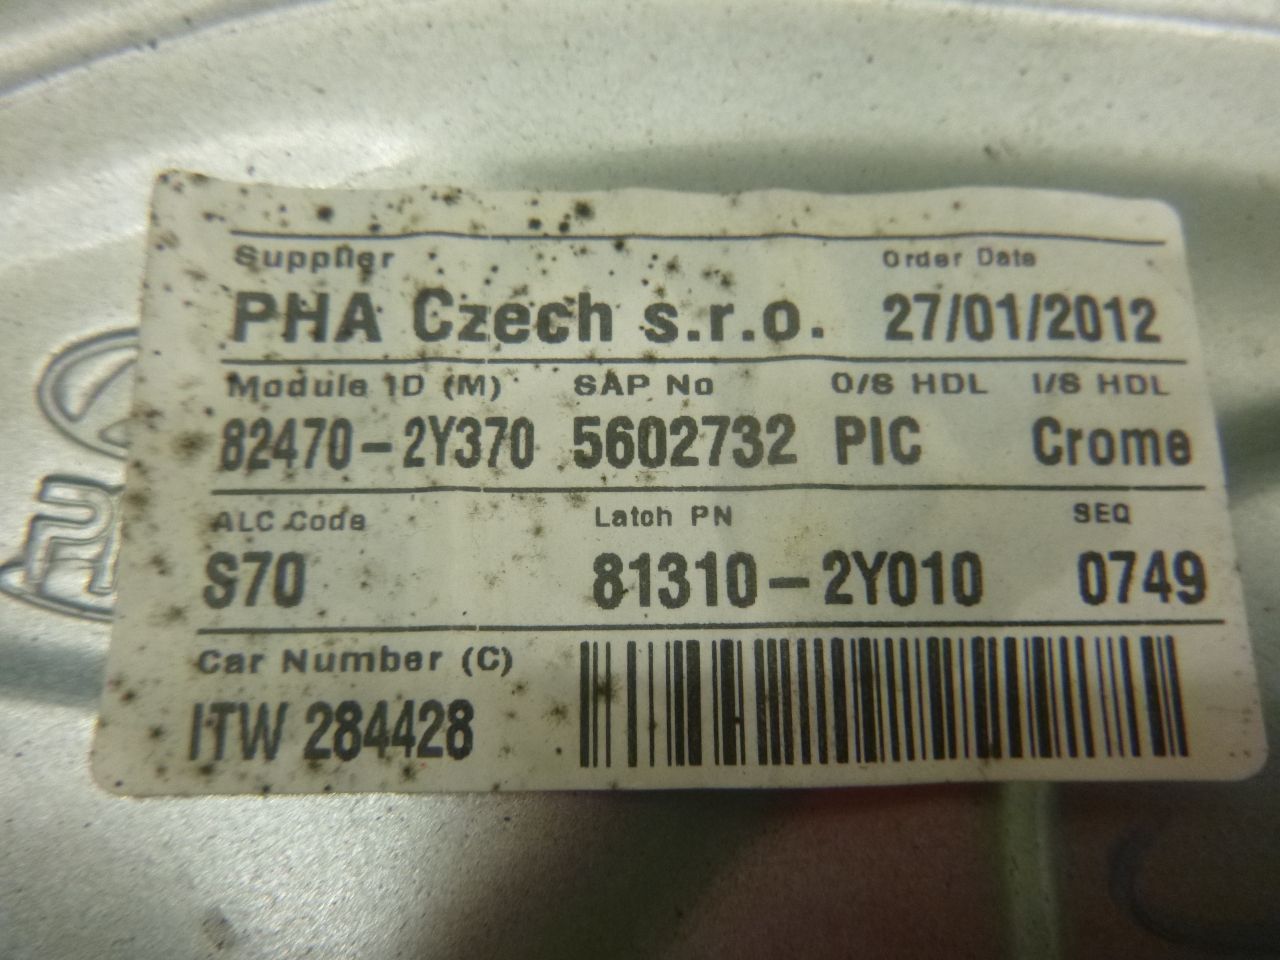 Supplier Order Date
PHA Czech s.r.o. 27/01/2012
Module ID (M) SAP No O/S HDL I/S HDL
82470-2Y370 5602732 PIC Crome
ALC Code Latch PN SEQ
S70 81310-2Y010 0749
Car Number (C)
ITW 284428